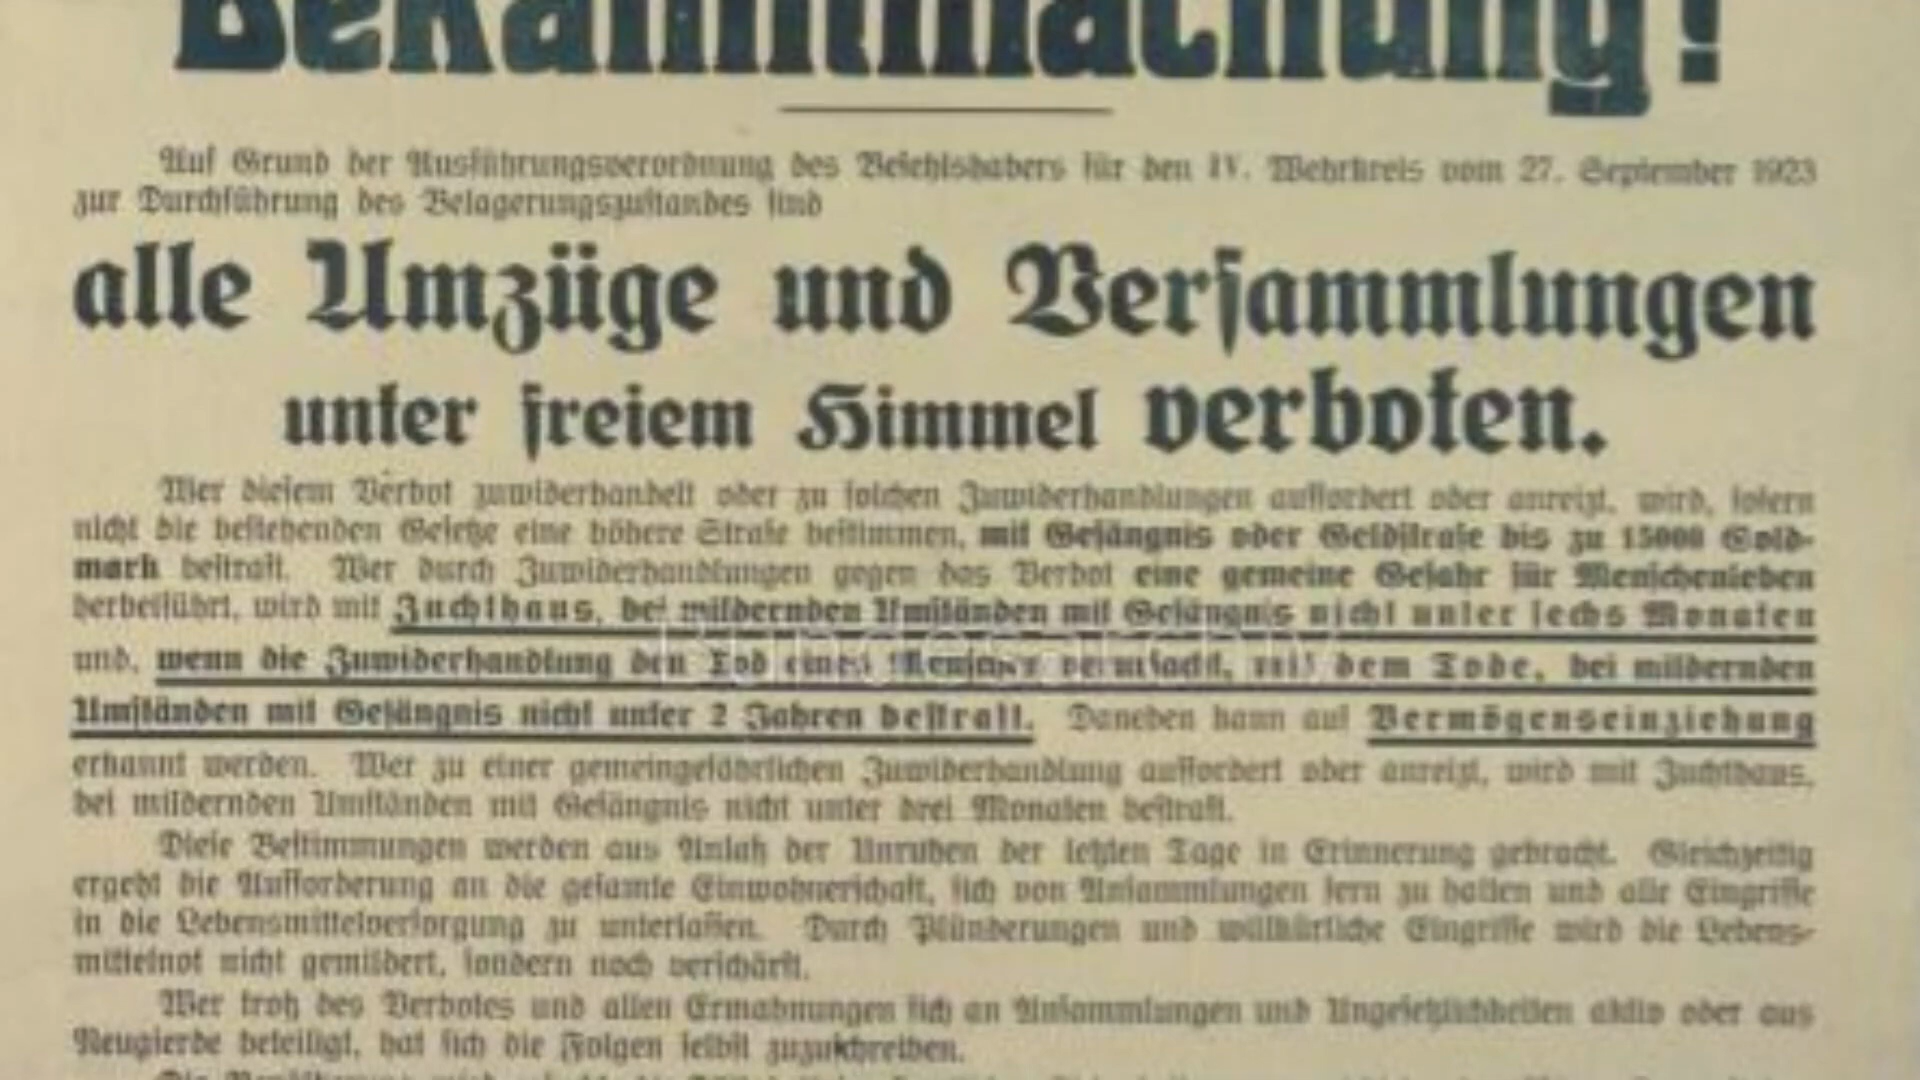 Bekanntmachung!
Auf Grund der Ausführungsverordnung des Befehlshabers für den IV. Wehrkreis vom 27. September 1923
zur Durchführung des Belagerungszustandes sind
alle Umzüge und Versammlungen
unter freiem Himmel verboten.
Wer diesem Verbot zuwiderhandelt oder zu solchen Zuwiderhandlungen auffordert oder anreizt, wird, sofern
nicht die bestehenden Gesetze eine höhere Strafe bestimmen, mit Gefängnis oder Geldstrafe bis zu 15000 Gold-
mark bestraft. Wer durch Zuwiderhandlungen gegen das Verbot eine gemeine Gefahr für Menschenleben
herbeiführt, wird mit Zuchthaus, bei mildernden Umständen mit Gefängnis nicht unter sechs Monaten
und, wenn die Zuwiderhandlung den Tod eines Menschen verursacht, mit dem Tode, bei mildernden
Umständen mit Gefängnis nicht unter 2 Jahren bestraft. Daneben kann auf Vermögenseinziehung
erkannt werden. Wer zu einer gemeingefährlichen Zuwiderhandlung auffordert oder anreizt, wird mit Zuchthaus,
bei mildernden Umständen mit Gefängnis nicht unter drei Monaten bestraft.
Diese Bestimmungen werden aus Anlaß der Unruhen der letzten Tage in Erinnerung gebracht. Gleichzeitig
ergeht die Aufforderung an die gesamte Einwohnerschaft, sich von Ansammlungen fern zu halten und alle Eingriffe
in die Lebensmittelversorgung zu unterlassen. Durch Plünderungen und willkürliche Eingriffe wird die Lebens-
mittelnot nicht gemildert, sondern noch verschärft.
Wer trotz des Verbotes und allen Ermahnungen sich an Ansammlungen und Ungesetzlichkeiten aktiv oder aus
Neugierde beteiligt, hat sich die Folgen selbst zuzuschreiben.